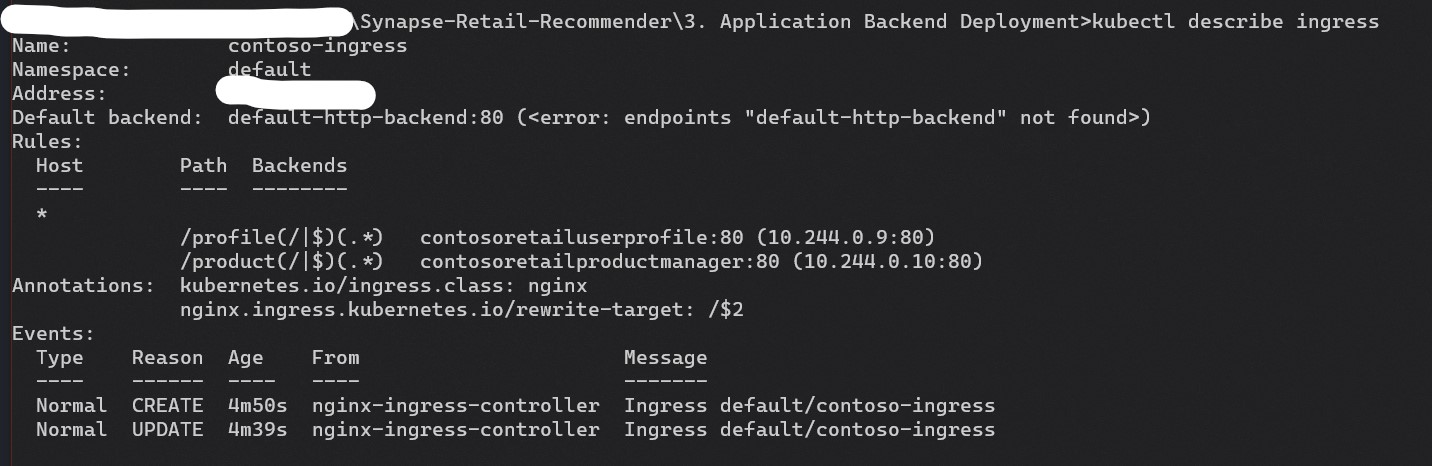 \Synapse-Retail-Recommender\3. Application Backend Deployment>kubectl describe ingress
Name:             contoso-ingress
Namespace:        default
Address:
Default backend:  default-http-backend:80 (<error: endpoints "default-http-backend" not found>)
Rules:
  Host        Path  Backends
  ----        ----  --------
  *
              /profile(/|$)(.*)   contosoretailuserprofile:80 (10.244.0.9:80)
              /product(/|$)(.*)   contosoretailproductmanager:80 (10.244.0.10:80)
Annotations:  kubernetes.io/ingress.class: nginx
              nginx.ingress.kubernetes.io/rewrite-target: /$2
Events:
  Type    Reason  Age    From                      Message
  ----    ------  ----   ----                      -------
  Normal  CREATE  4m50s  nginx-ingress-controller  Ingress default/contoso-ingress
  Normal  UPDATE  4m39s  nginx-ingress-controller  Ingress default/contoso-ingress